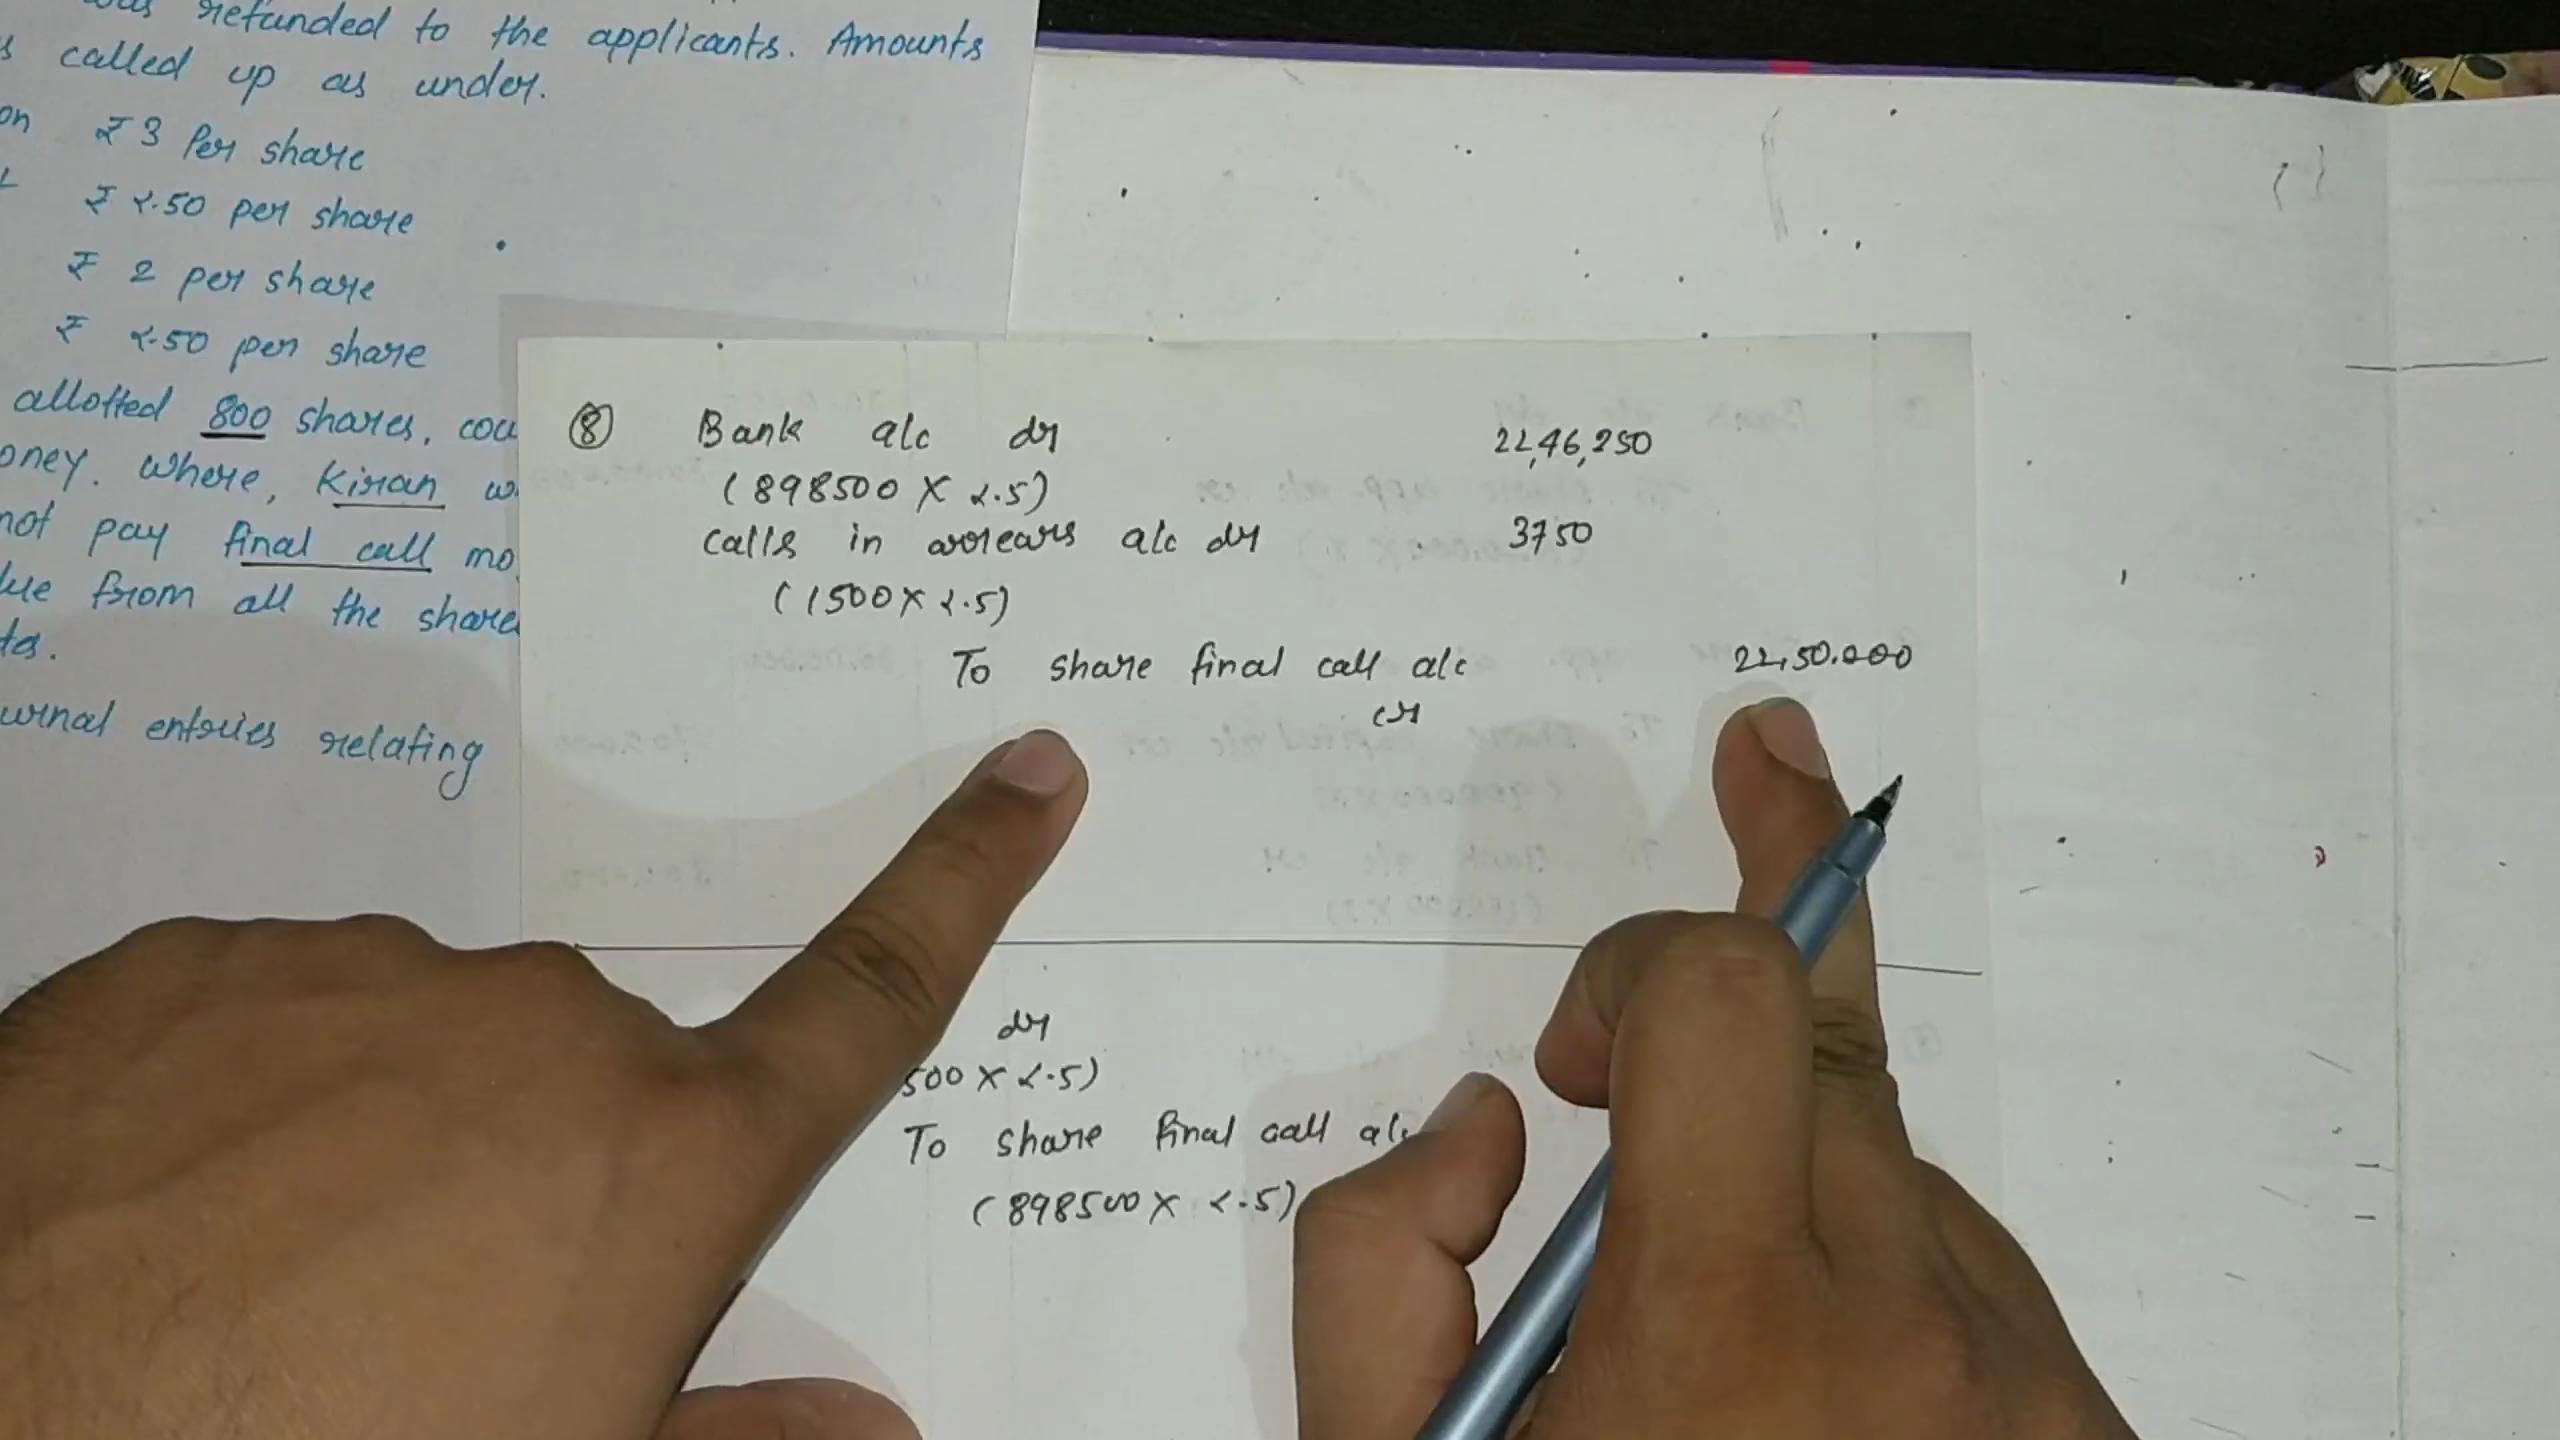 was refunded to the applicants. Amounts
s called up as under.
on ₹ 3 Per share
₹ 2.50 per share
₹ 2 per share
₹ 2.50 per share
allotted 800 shares, cou
oney. where, Kiran w
not pay final call mo
ue from all the share
ts.
urnal entries relating
⑧ Bank a/c dr 22,46,250
(898500 X 2.5)
calls in arrears a/c dr 3750
(1500 X 2.5)
To share final call a/c 22,50,000
cr
dr
500 X 2.5)
To share final call a/c
(898500 X 2.5)